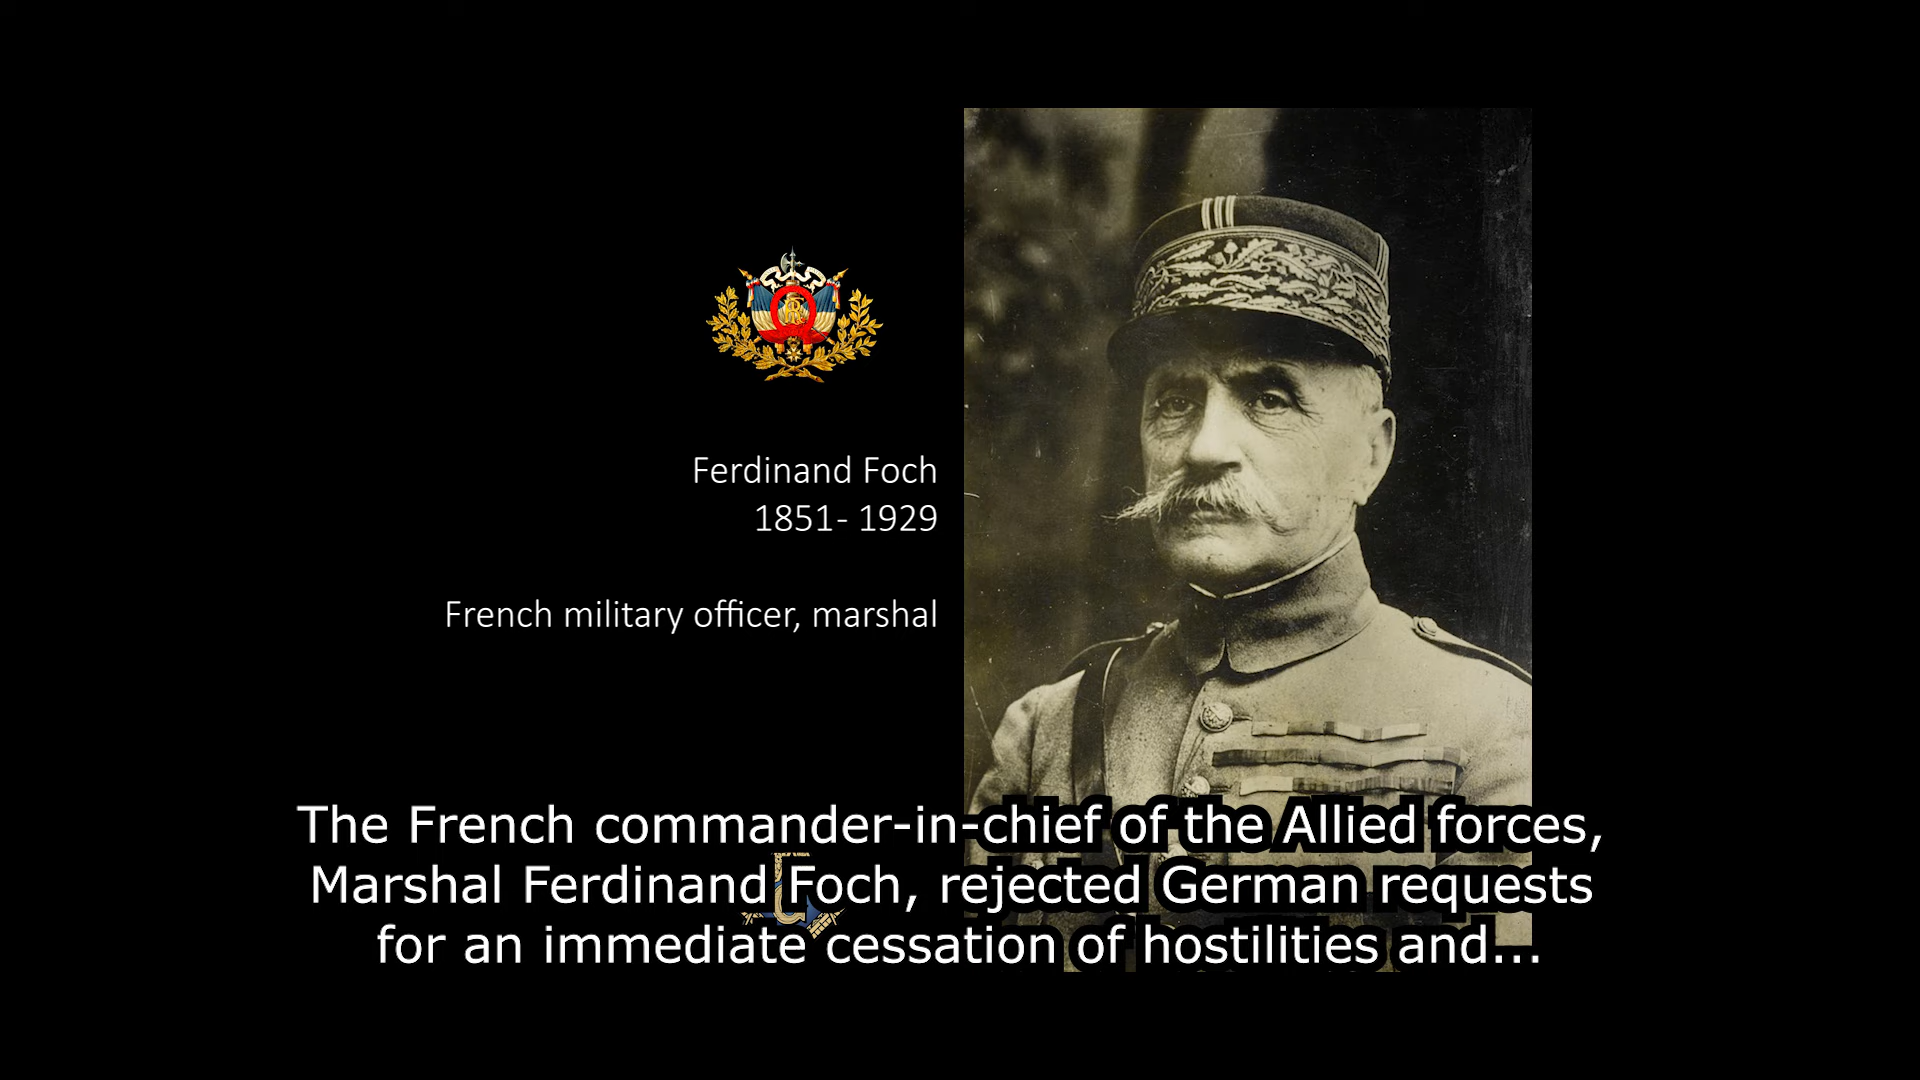 Ferdinand Foch
1851- 1929
French military officer, marshal
The French commander-in-chief of the Allied forces,
Marshal Ferdinand Foch, rejected German requests
for an immediate cessation of hostilities and...